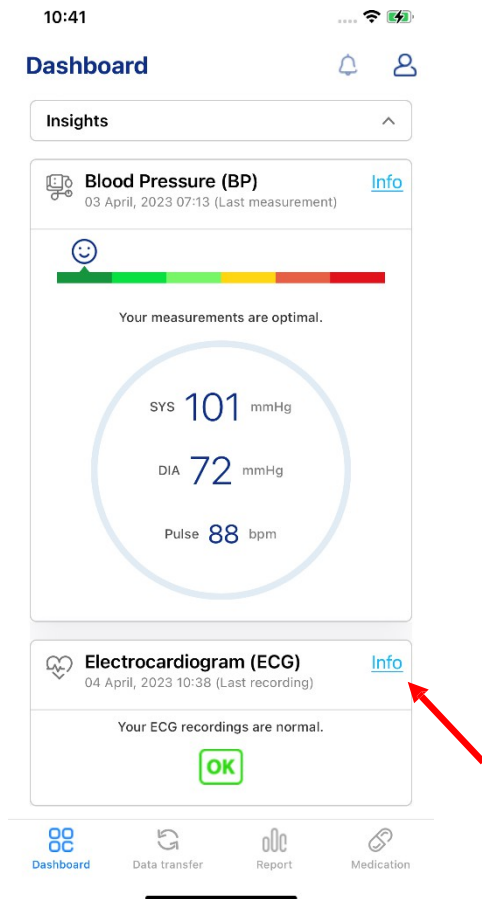 10:41
Dashboard
Insights
Blood Pressure (BP) Info
03 April, 2023 07:13 (Last measurement)
Your measurements are optimal.
SYS 101 mmHg
DIA 72 mmHg
Pulse 88 bpm
Electrocardiogram (ECG) Info
04 April, 2023 10:38 (Last recording)
Your ECG recordings are normal.
OK
Dashboard Data transfer Report Medication